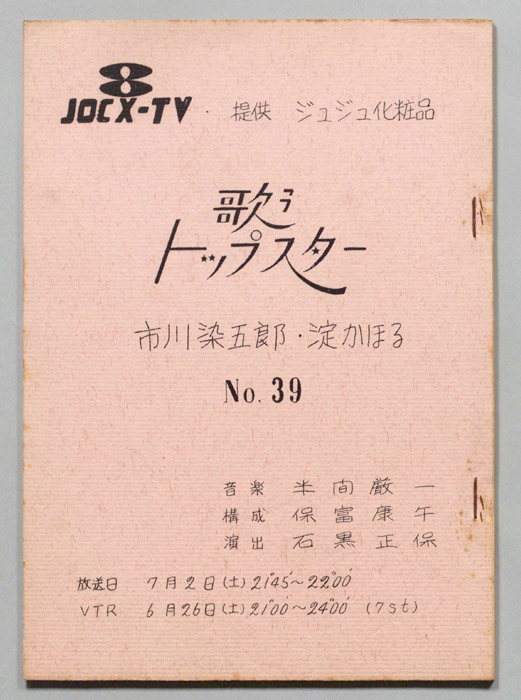 8
JOCX-TV. 提供 ジュジュ化粧品
歌う
トップスター
市川染五郎・淀かほる
No. 39
音楽 半間厳一
構成 保富康午
演出 石黒正保
放送日 7月2日(土) 21°45′~22°00′
VTR 6月26日(土) 21°00′~24°00′ (7st)